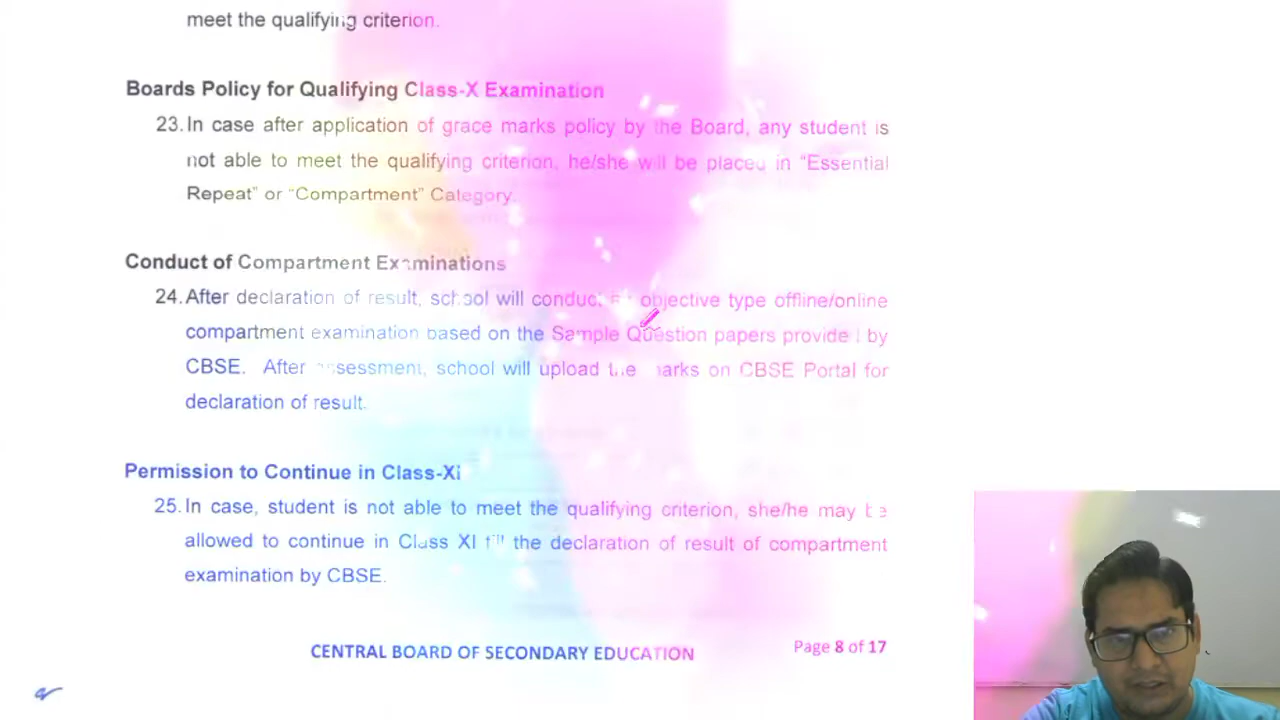 meet the qualifying criterion.
Boards Policy for Qualifying Class-X Examination
23. In case after application of grace marks policy by the Board, any student is
not able to meet the qualifying criterion, he/she will be placed in “Essential
Repeat” or “Compartment” Category.
Conduct of Compartment Examinations
24. After declaration of result, school will conduct objective type offline/online
compartment examination based on the Sample Question papers provided by
CBSE. After assessment, school will upload the marks on CBSE Portal for
declaration of result.
Permission to Continue in Class-XI
25. In case, student is not able to meet the qualifying criterion, she/he may be
allowed to continue in Class XI till the declaration of result of compartment
examination by CBSE.
CENTRAL BOARD OF SECONDARY EDUCATION
Page 8 of 17